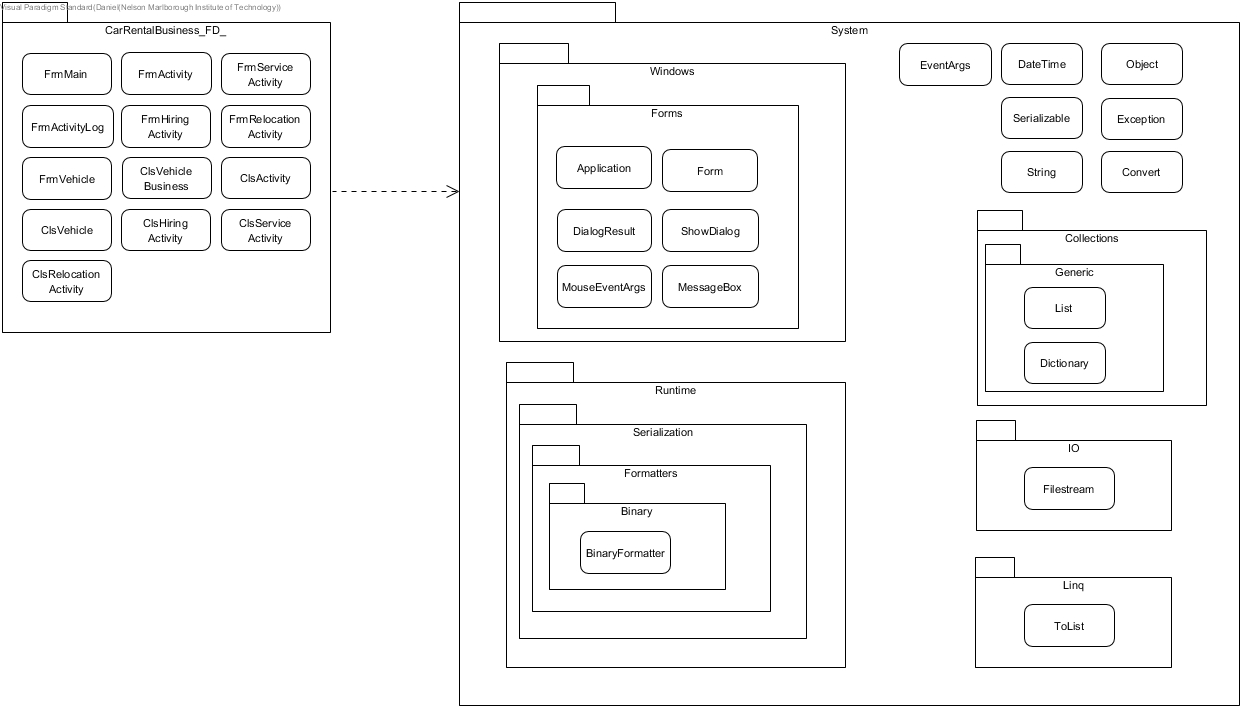 Visual Paradigm Standard(Daniel(Nelson Marlborough Institute of Technology))
CarRentalBusiness_FD_
FrmMain
FrmActivity
FrmService
Activity
FrmActivityLog
FrmHiring
Activity
FrmRelocation
Activity
FrmVehicle
ClsVehicle
Business
ClsActivity
ClsVehicle
ClsHiring
Activity
ClsService
Activity
ClsRelocation
Activity
System
Windows
Forms
Application
Form
DialogResult
ShowDialog
MouseEventArgs
MessageBox
Runtime
Serialization
Formatters
Binary
BinaryFormatter
EventArgs
DateTime
Object
Serializable
Exception
String
Convert
Collections
Generic
List
Dictionary
IO
Filestream
Linq
ToList